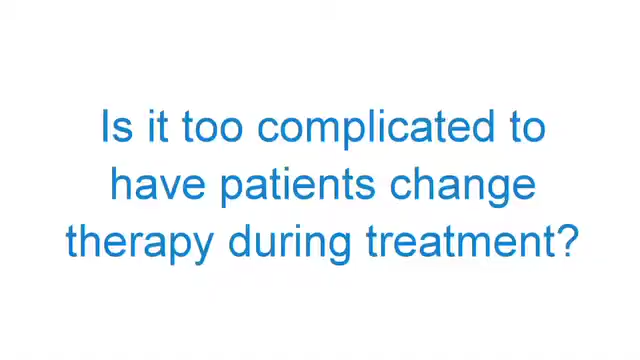 Is it too complicated to
have patients change
therapy during treatment?